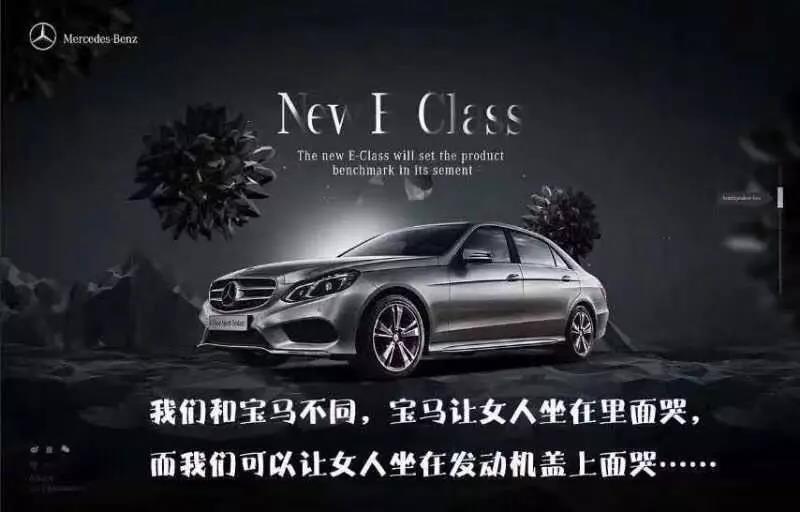 Mercedes-Benz
New E Class
The new E-Class will set the product
benchmark in its sement
我们和宝马不同，宝马让女人坐在里面哭，
而我们可以让女人坐在发动机盖上面哭……